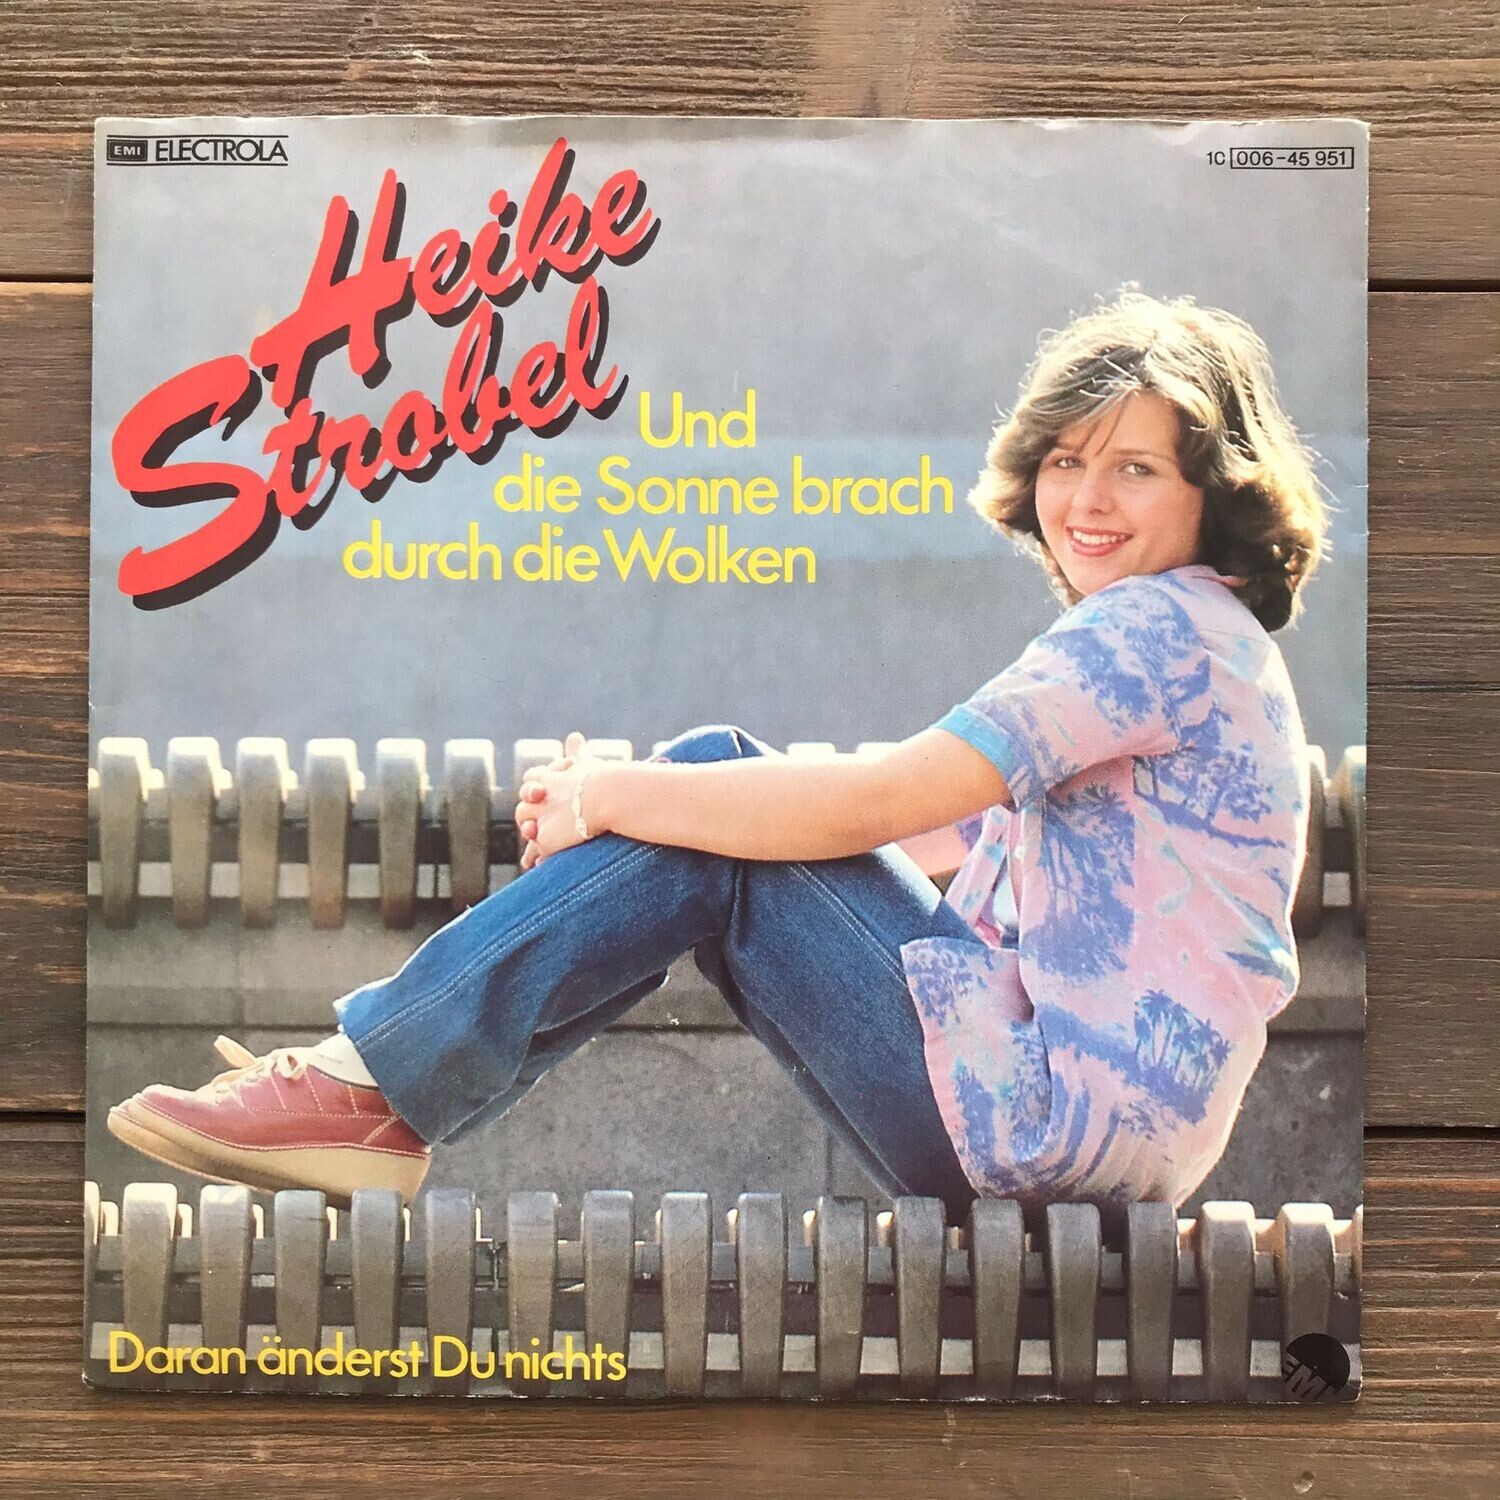 EMI ELECTROLA
1C 006-45 951
Heike
Strobel
Und
die Sonne brach
durch die Wolken
Daran änderst Du nichts
EMI